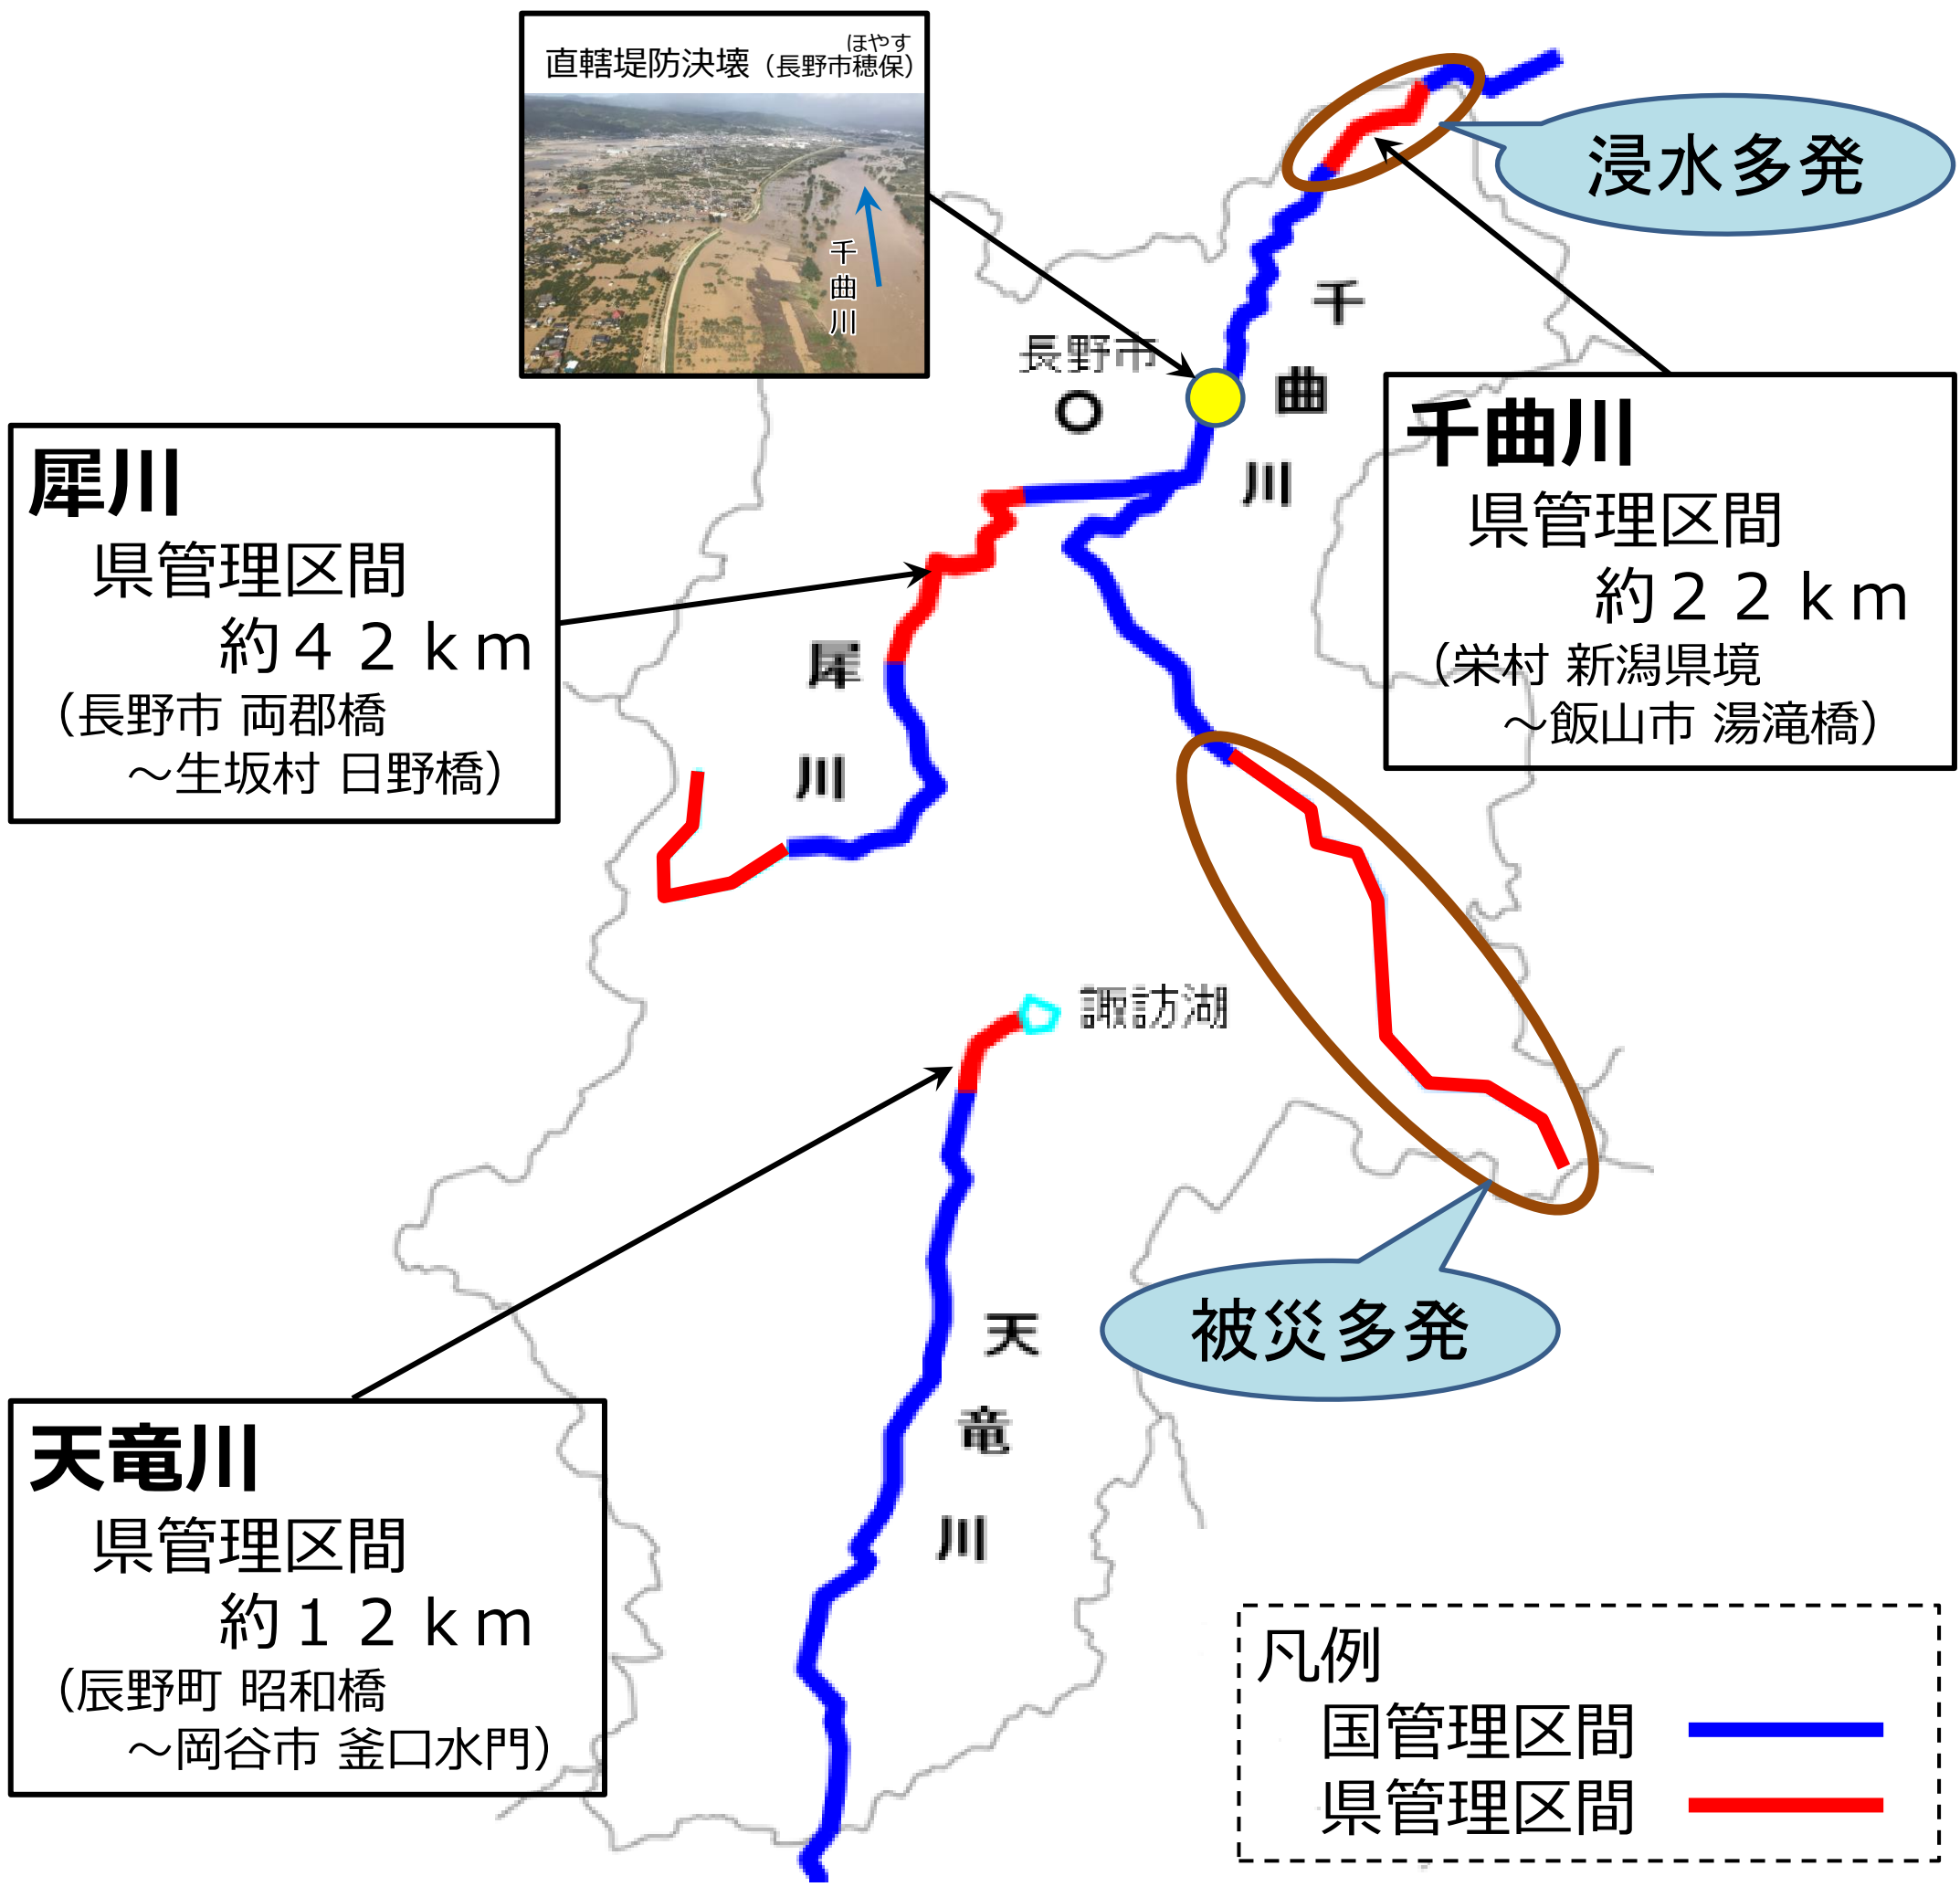 直轄堤防決壊（長野市穂保）
ほやす
千曲川
浸水多発
長野市
千曲川
千曲川
県管理区間
約２２ｋｍ
（栄村 新潟県境
～飯山市 湯滝橋）
犀川
県管理区間
約４２ｋｍ
（長野市 両郡橋
～生坂村 日野橋）
犀川
諏訪湖
被災多発
天竜川
天竜川
県管理区間
約１２ｋｍ
（辰野町 昭和橋
～岡谷市 釜口水門）
凡例
国管理区間
県管理区間